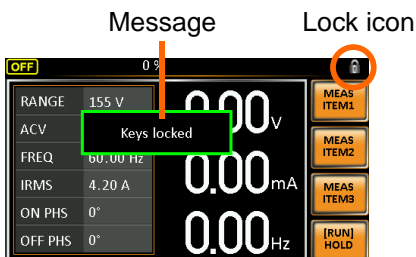 Message Lock icon
OFF 0 %
RANGE 155 V 0.00 V MEAS ITEM1
ACV Keys locked
FREQ 60.00 Hz 0.00 mA MEAS ITEM2
IRMS 4.20 A MEAS ITEM3
ON PHS 0°
OFF PHS 0° 0.00 Hz [RUN] HOLD